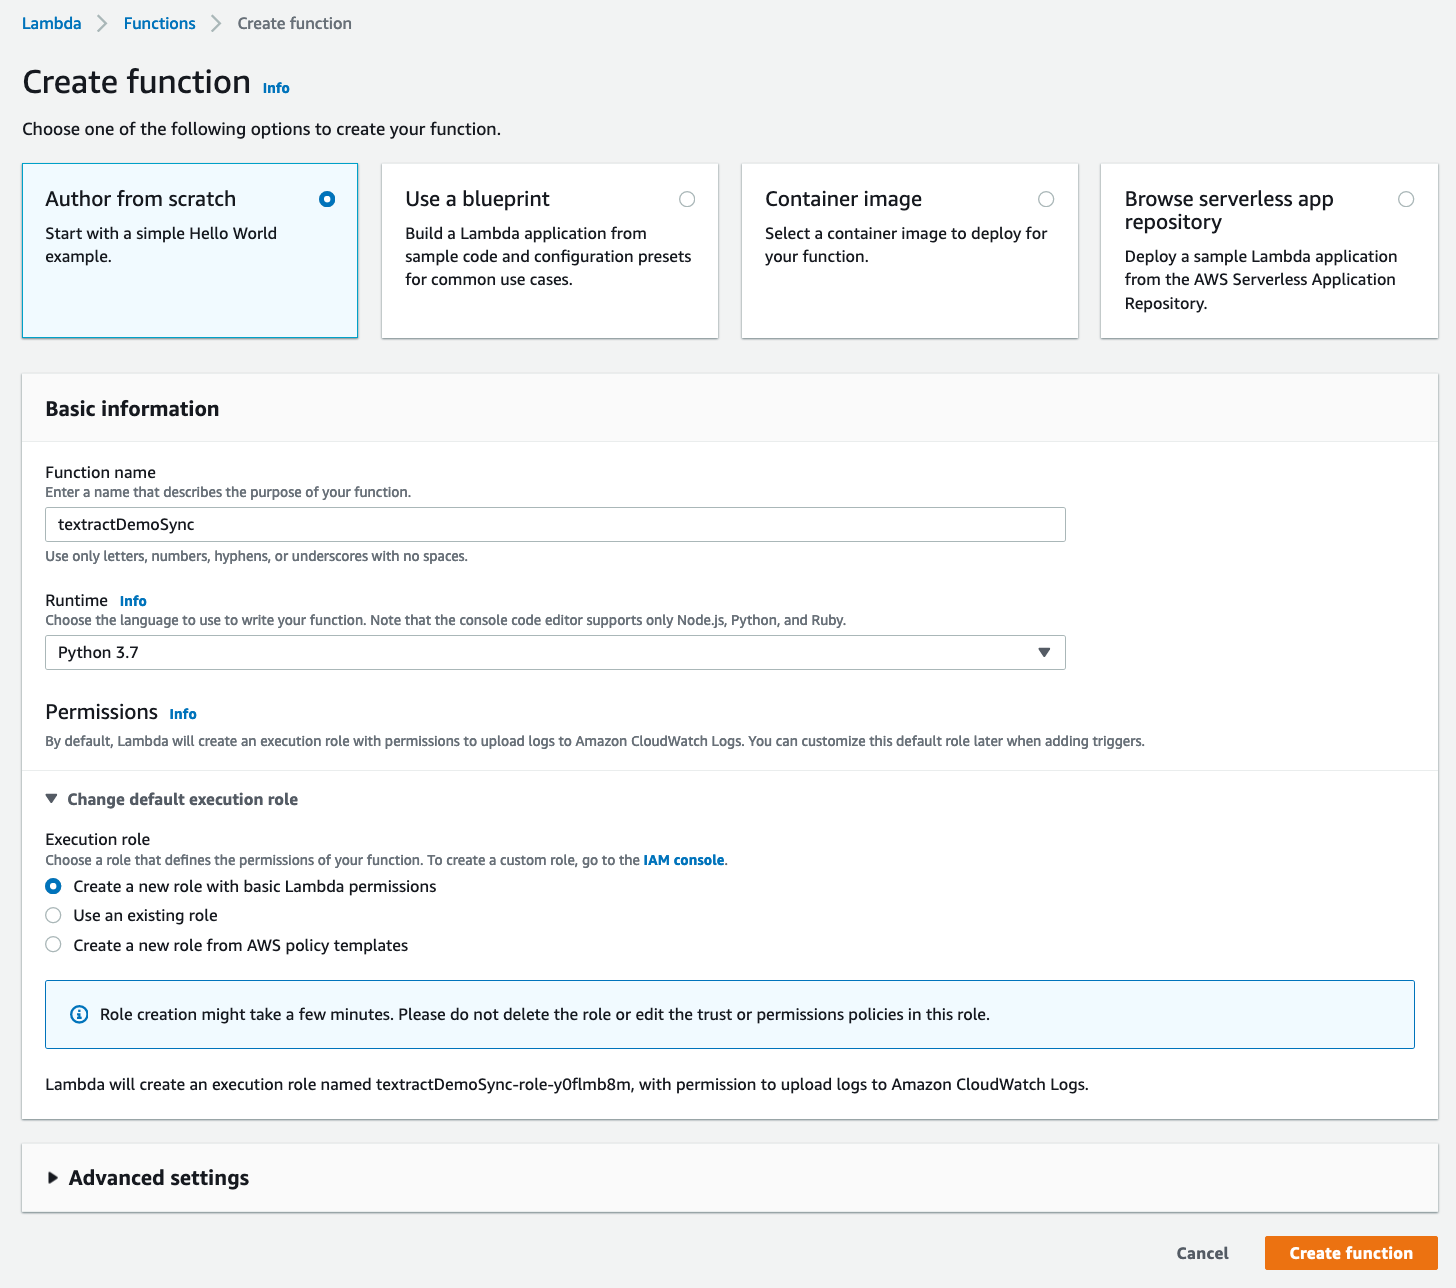 Lambda > Functions > Create function
Create function Info
Choose one of the following options to create your function.
Author from scratch
Start with a simple Hello World
example.
Use a blueprint
Build a Lambda application from
sample code and configuration presets
for common use cases.
Container image
Select a container image to deploy for
your function.
Browse serverless app
repository
Deploy a sample Lambda application
from the AWS Serverless Application
Repository.
Basic information
Function name
Enter a name that describes the purpose of your function.
textractDemoSync
Use only letters, numbers, hyphens, or underscores with no spaces.
Runtime Info
Choose the language to use to write your function. Note that the console code editor supports only Node.js, Python, and Ruby.
Python 3.7
Permissions Info
By default, Lambda will create an execution role with permissions to upload logs to Amazon CloudWatch Logs. You can customize this default role later when adding triggers.
Change default execution role
Execution role
Choose a role that defines the permissions of your function. To create a custom role, go to the IAM console.
Create a new role with basic Lambda permissions
Use an existing role
Create a new role from AWS policy templates
Role creation might take a few minutes. Please do not delete the role or edit the trust or permissions policies in this role.
Lambda will create an execution role named textractDemoSync-role-y0flmb8m, with permission to upload logs to Amazon CloudWatch Logs.
Advanced settings
Cancel Create function